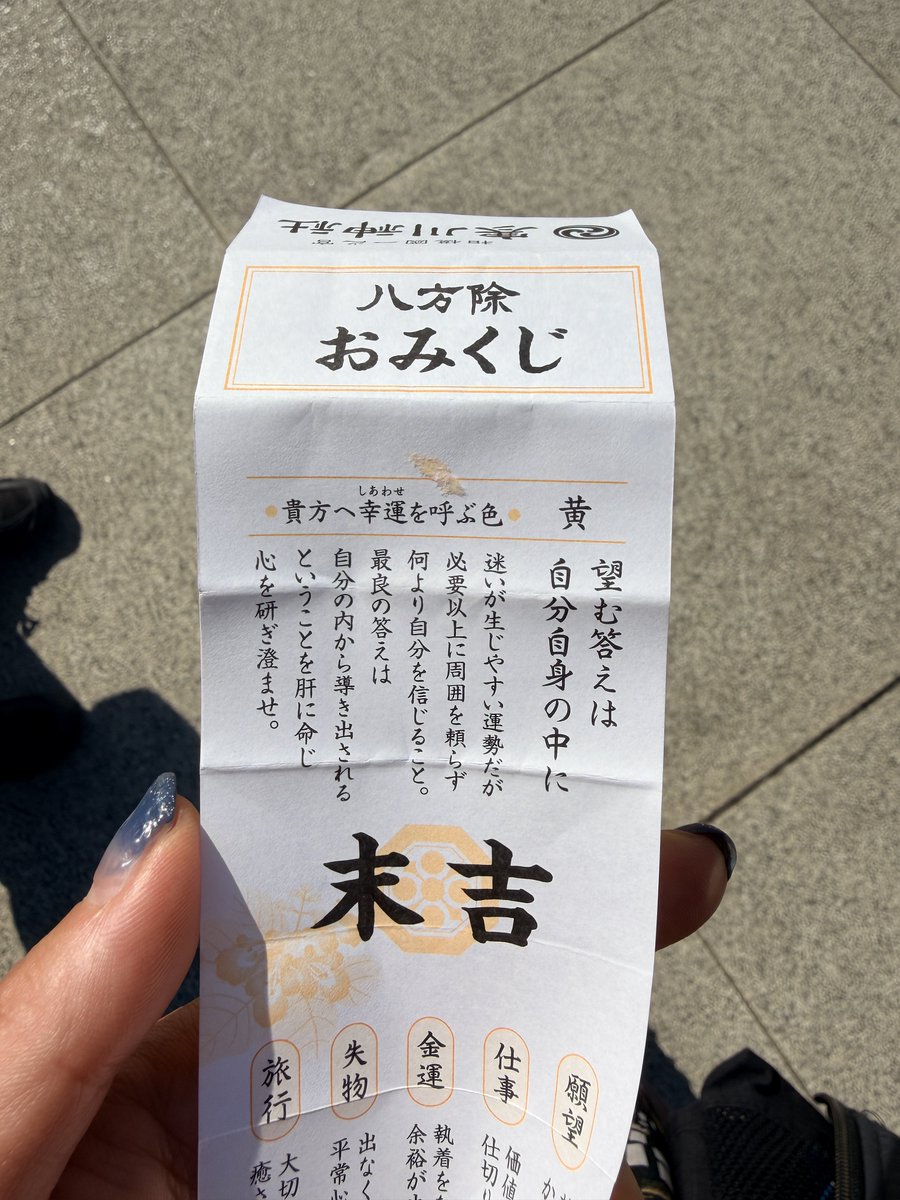 相模國一之宮
寒川神社
八方除
おみくじ
しあわせ
貴方へ幸運を呼ぶ色
黄
望む答えは
自分自身の中に
迷いが生じやすい運勢だが
必要以上に周囲を頼らず
何より自分を信じること。
最良の答えは
自分の内から導き出される
ということを肝に命じ
心を研ぎ澄ませ。
末吉
願望
か
仕事
価値
仕切り
金運
執着を
余裕が
失物
出なく
平常心
旅行
大切
癒さ